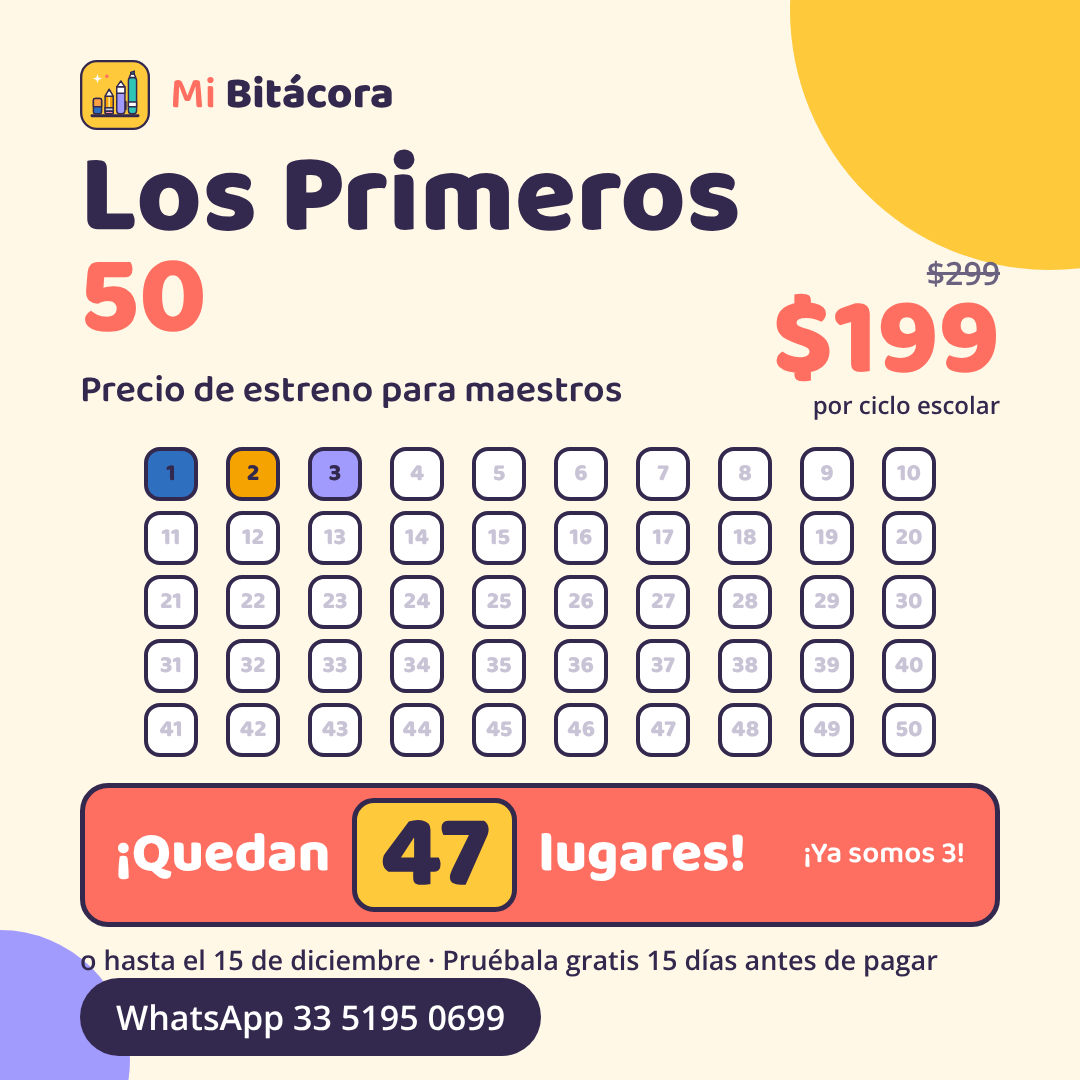 Mi Bitácora
Los Primeros
50
$299
$199
Precio de estreno para maestros
por ciclo escolar
1 2 3 4 5 6 7 8 9 10
11 12 13 14 15 16 17 18 19 20
21 22 23 24 25 26 27 28 29 30
31 32 33 34 35 36 37 38 39 40
41 42 43 44 45 46 47 48 49 50
¡Quedan 47 lugares! ¡Ya somos 3!
o hasta el 15 de diciembre · Pruébala gratis 15 días antes de pagar
WhatsApp 33 5195 0699